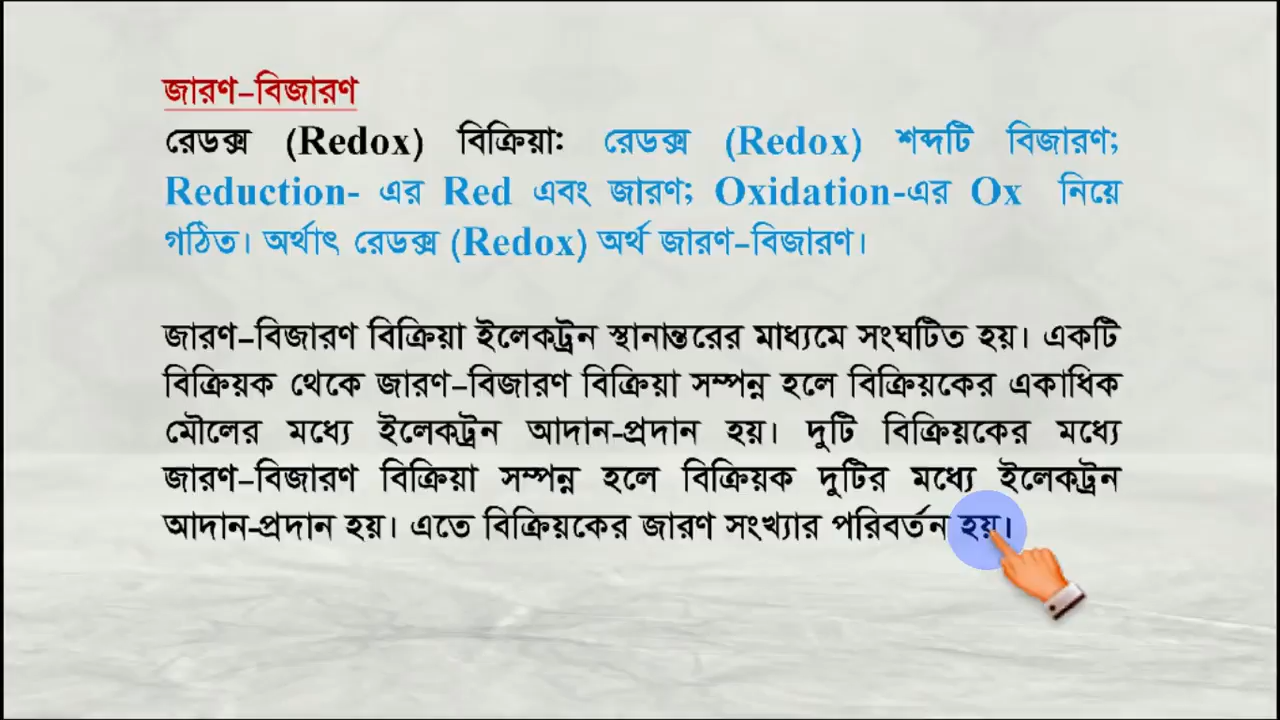 জারণ–বিজারণ
রেডক্স (Redox) বিক্রিয়া: রেডক্স (Redox) শব্দটি বিজারণ;
Reduction- এর Red এবং জারণ; Oxidation-এর Ox নিয়ে
গঠিত। অর্থাৎ রেডক্স (Redox) অর্থ জারণ–বিজারণ।
জারণ–বিজারণ বিক্রিয়া ইলেকট্রন স্থানান্তরের মাধ্যমে সংঘটিত হয়। একটি
বিক্রিয়ক থেকে জারণ–বিজারণ বিক্রিয়া সম্পন্ন হলে বিক্রিয়কের একাধিক
মৌলের মধ্যে ইলেকট্রন আদান-প্রদান হয়। দুটি বিক্রিয়কের মধ্যে
জারণ–বিজারণ বিক্রিয়া সম্পন্ন হলে বিক্রিয়ক দুটির মধ্যে ইলেকট্রন
আদান-প্রদান হয়। এতে বিক্রিয়কের জারণ সংখ্যার পরিবর্তন হয়।